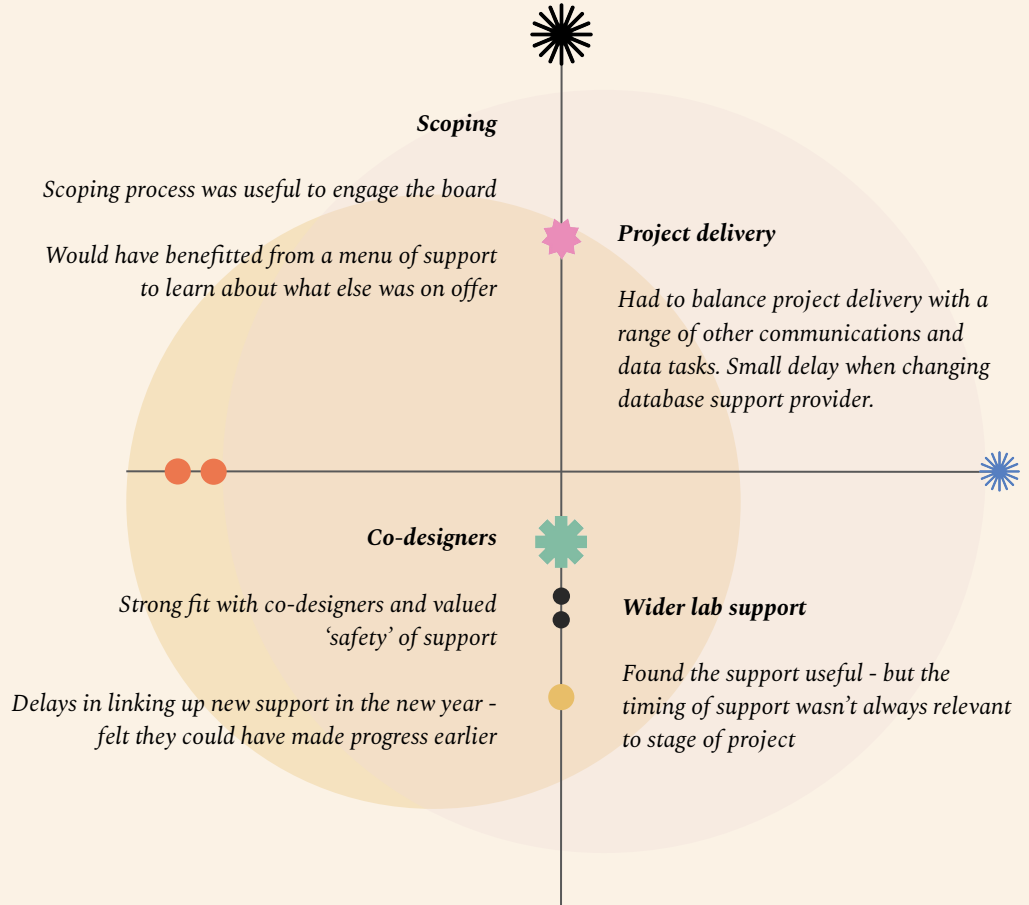 Scoping
Scoping process was useful to engage the board
Would have benefitted from a menu of support
to learn about what else was on offer
Project delivery
Had to balance project delivery with a
range of other communications and
data tasks. Small delay when changing
database support provider.
Co-designers
Strong fit with co-designers and valued
‘safety’ of support
Delays in linking up new support in the new year -
felt they could have made progress earlier
Wider lab support
Found the support useful - but the
timing of support wasn’t always relevant
to stage of project